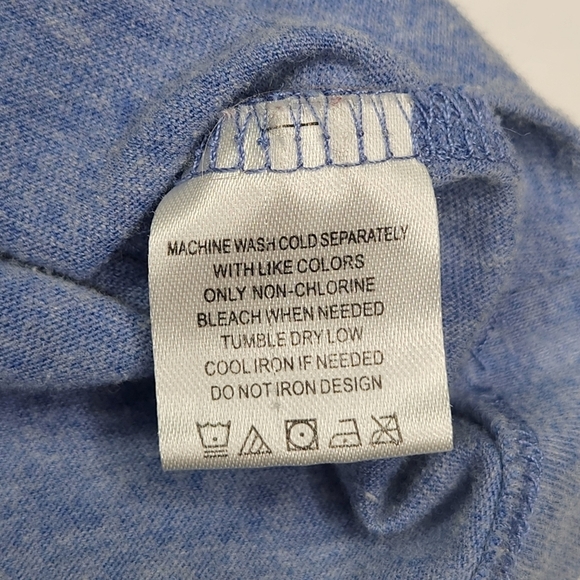 MACHINE WASH COLD SEPARATELY
WITH LIKE COLORS
ONLY NON-CHLORINE
BLEACH WHEN NEEDED
TUMBLE DRY LOW
COOL IRON IF NEEDED
DO NOT IRON DESIGN